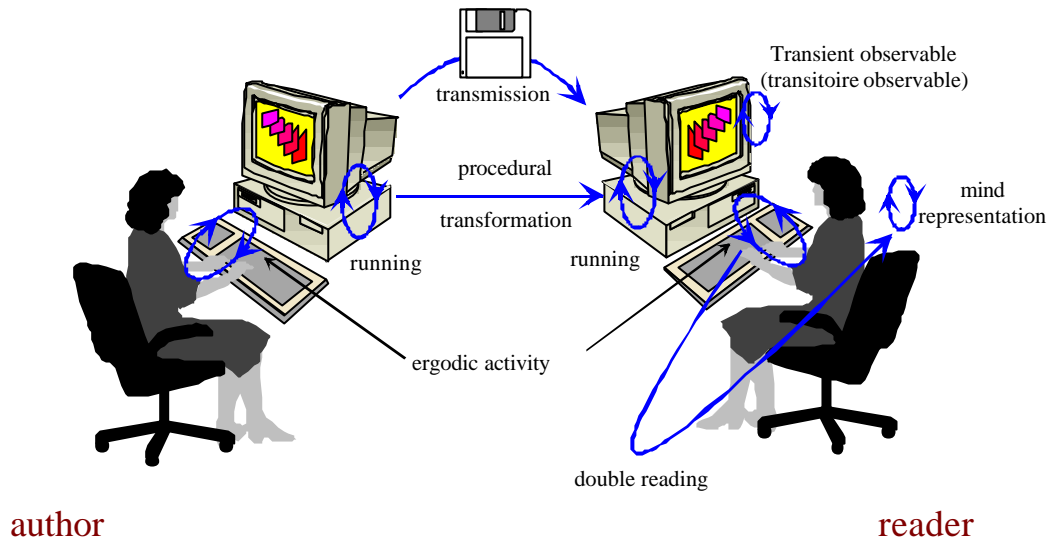 transmission
Transient observable
(transitoire observable)
procedural
transformation
mind
representation
running
running
ergodic activity
double reading
author
reader